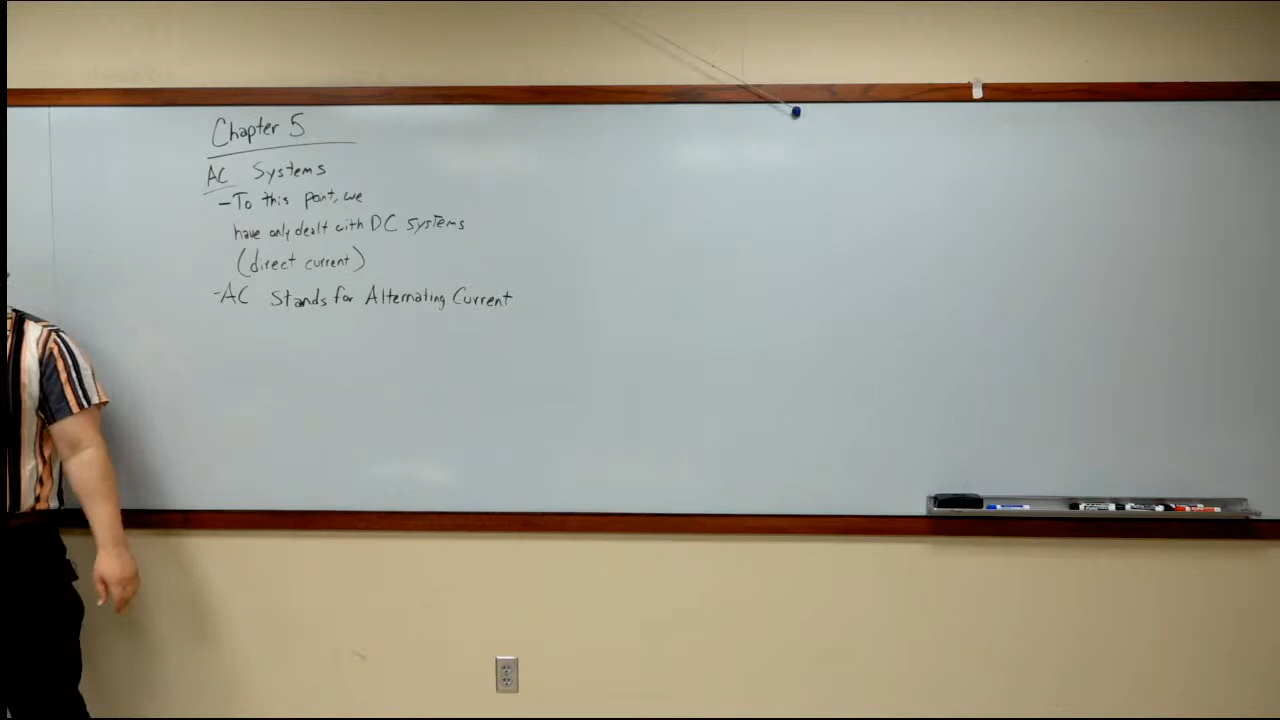 Chapter 5
AC Systems
- To this point, we
have only dealt with DC systems
(direct current)
- AC Stands for Alternating Current